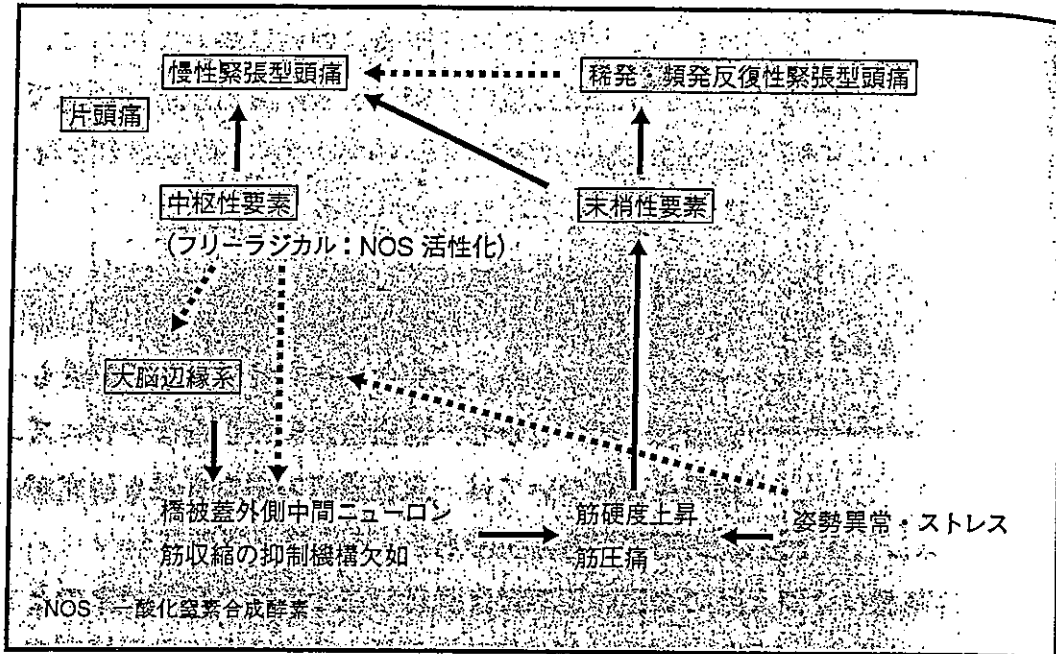 慢性緊張型頭痛
稀発・頻発反復性緊張型頭痛
片頭痛
中枢性要素
末梢性要素
(フリーラジカル:NOS 活性化)
大脳辺縁系
橋被蓋外側中間ニューロン
筋収縮の抑制機構欠如
筋硬度上昇
筋圧痛
姿勢異常・ストレス
NOS:一酸化窒素合成酵素